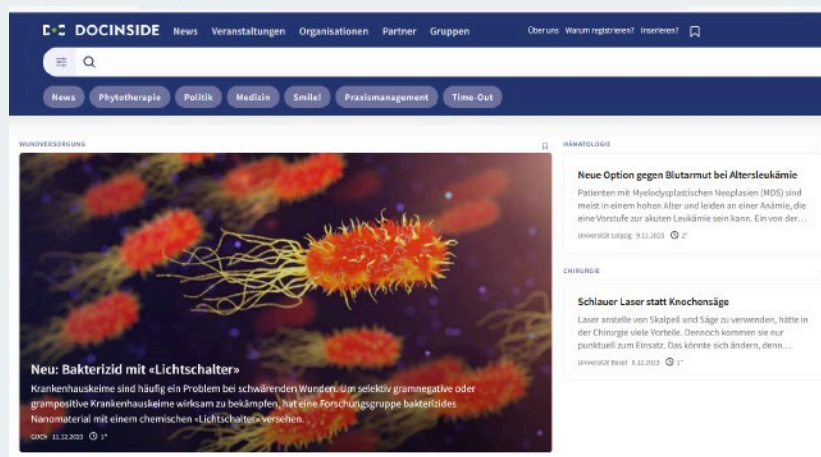 DOCINSIDE News Veranstaltungen Organisationen Partner Gruppen Über uns Warum registrieren? Inserieren?
News Phytotherapie Politik Medizin Smile! Praxismanagement Time-Out
WUNDVERSORGUNG
Neu: Bakterizid mit «Lichtschalter»
Krankenhauskeime sind häufig ein Problem bei schwärenden Wunden. Um selektiv gramnegative oder
grampositive Krankenhauskeime wirksam zu bekämpfen, hat eine Forschungsgruppe bakterizides
Nanomaterial mit einem chemischen «Lichtschalter» versehen.
GDCh 11.12.2023 1"
HÄMATOLOGIE
Neue Option gegen Blutarmut bei Altersleukämie
Patienten mit Myelodysplastischen Neoplasien (MDS) sind
meist in einem hohen Alter und leiden an einer Anämie, die
eine Vorstufe zur akuten Leukämie sein kann. Ein von der...
Universität Leipzig 9.12.2023 2"
CHIRURGIE
Schlauer Laser statt Knochensäge
Laser anstelle von Skalpell und Säge zu verwenden, hätte in
der Chirurgie viele Vorteile. Dennoch kommen sie nur
punktuell zum Einsatz. Das könnte sich ändern, denn....
Universität Basel 8.12.2023 1"